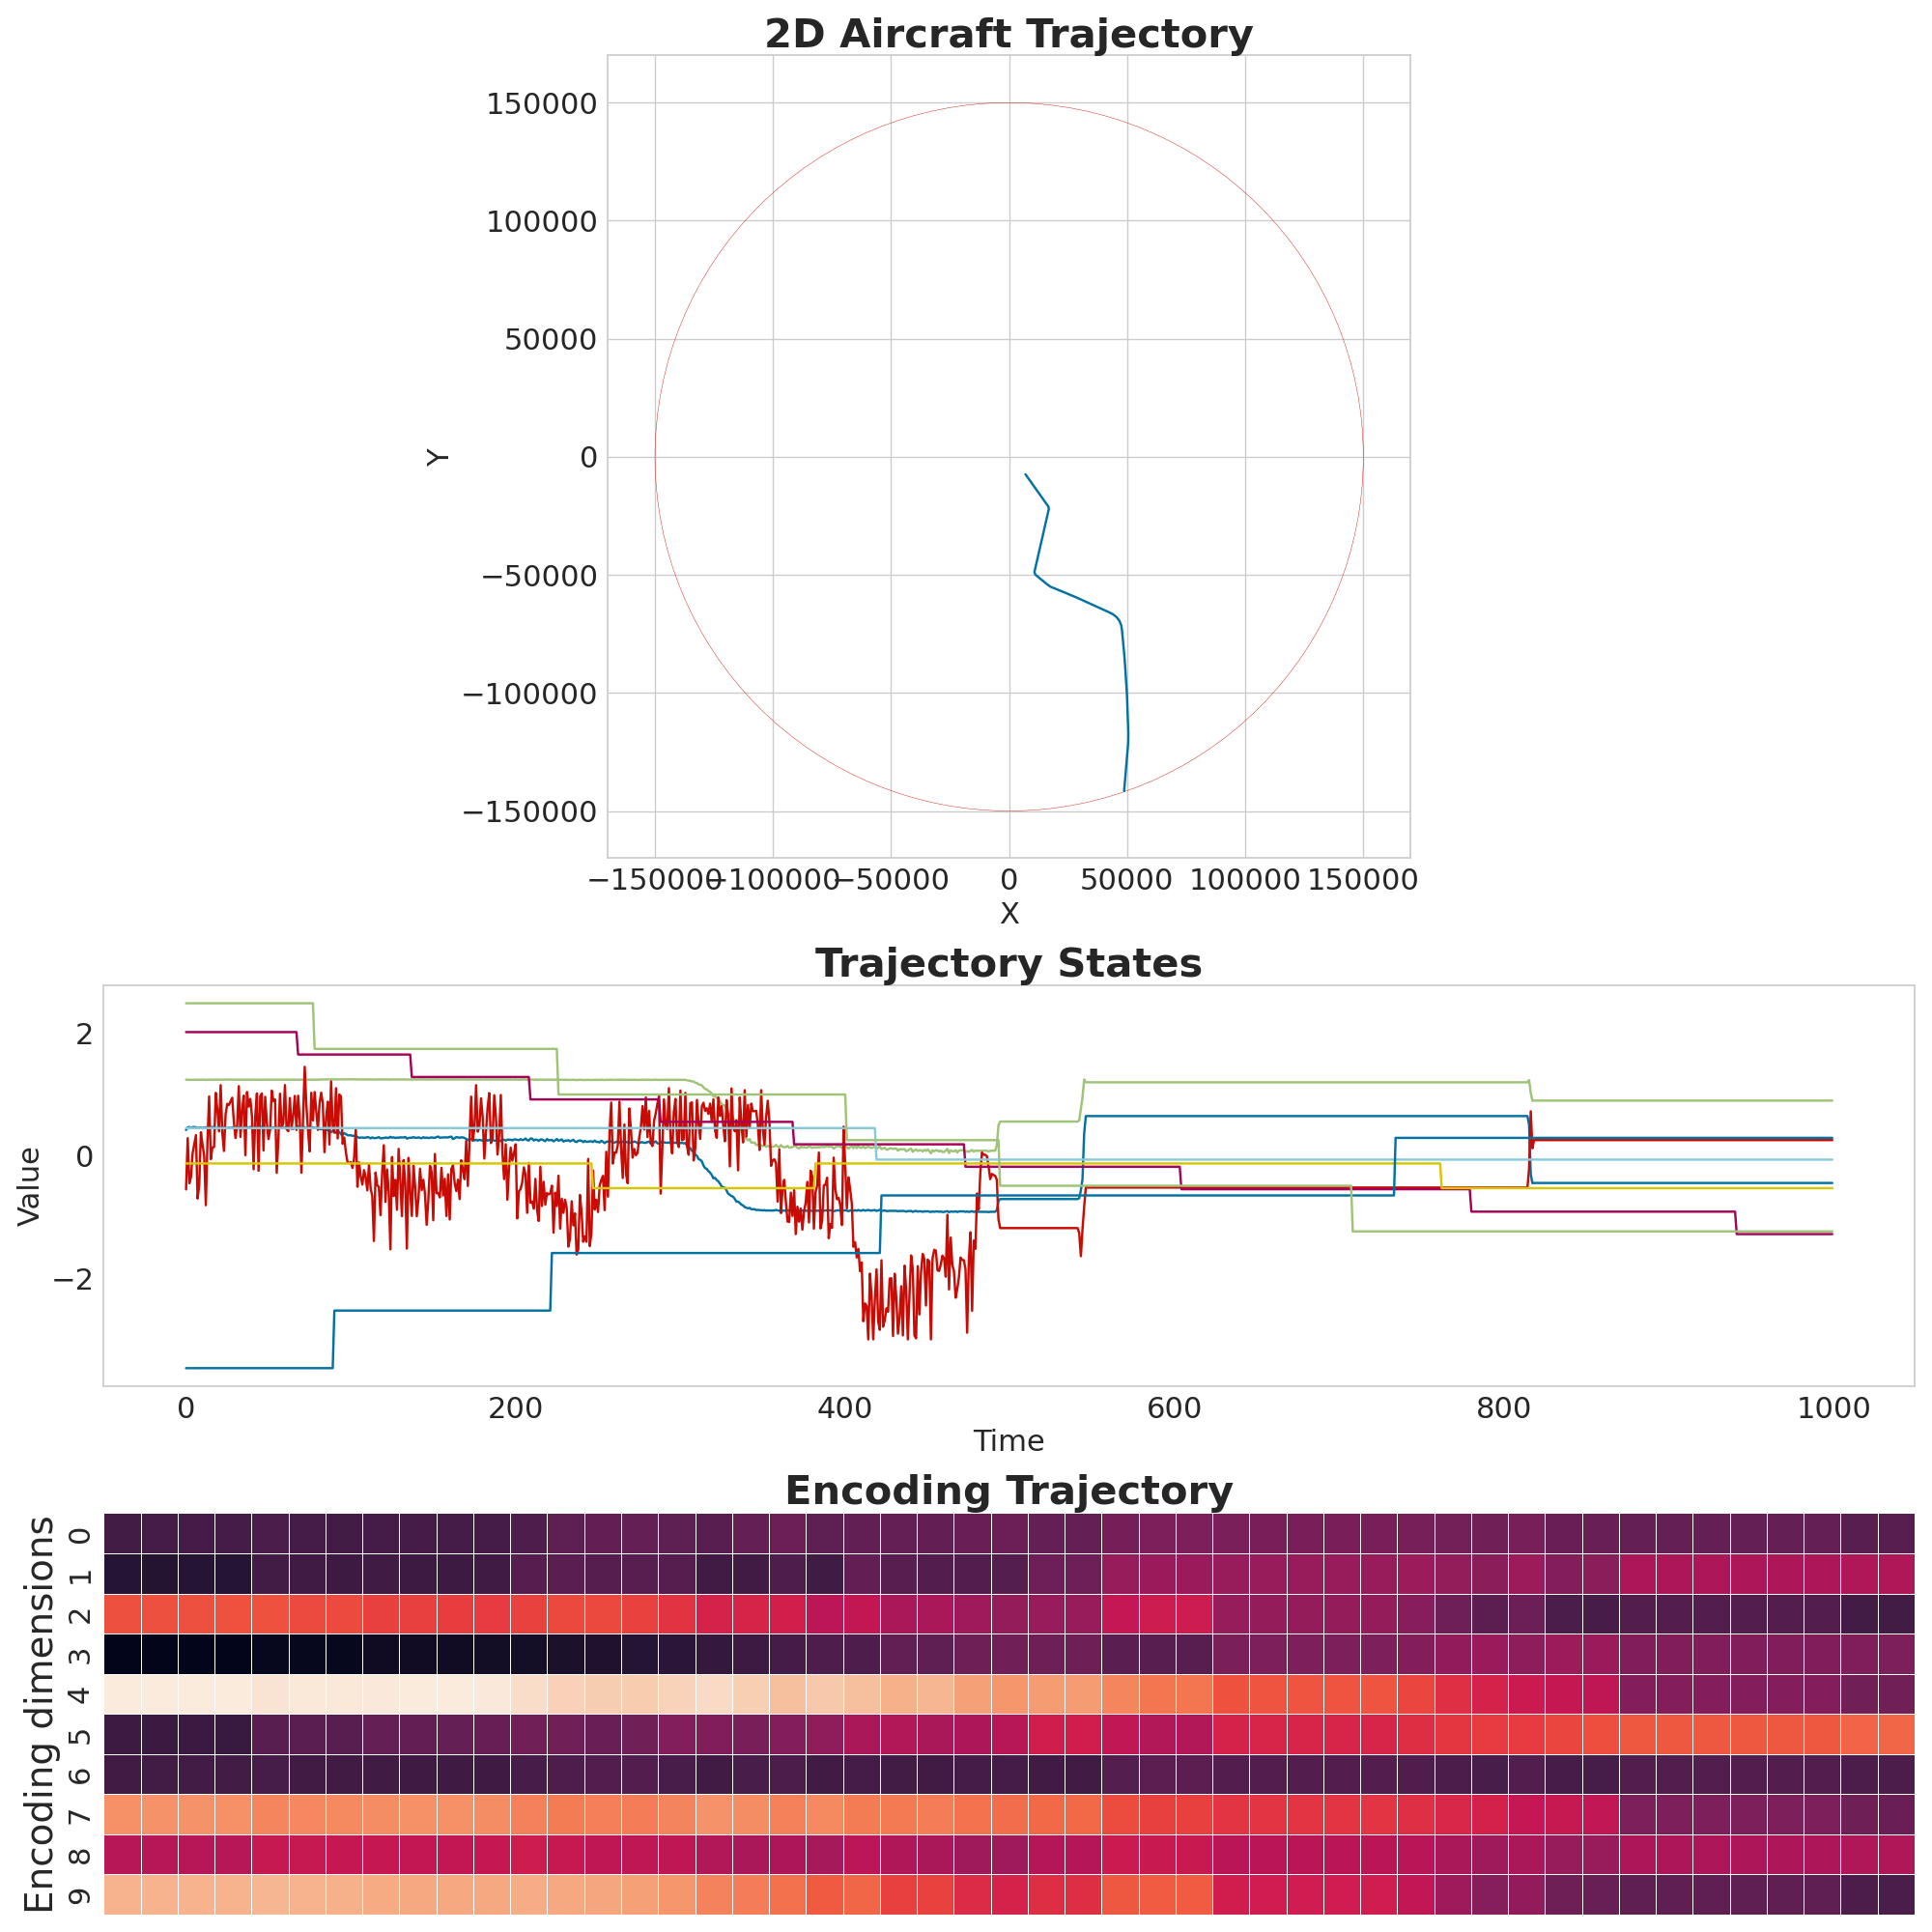 2D Aircraft Trajectory
150000
100000
50000
0
−50000
−100000
−150000
Y
−150000 −100000 −50000 0 50000 100000 150000
X
Trajectory States
2
0
−2
Value
0 200 400 600 800 1000
Time
Encoding Trajectory
Encoding dimensions
0
1
2
3
4
5
6
7
8
9